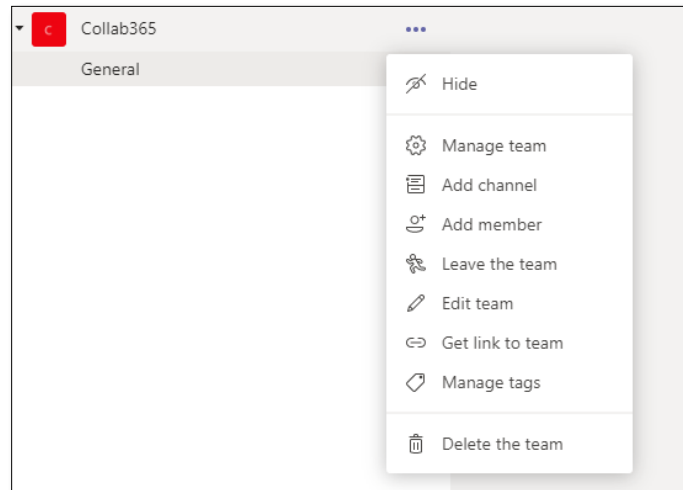 C Collab365
General
Hide
Manage team
Add channel
Add member
Leave the team
Edit team
Get link to team
Manage tags
Delete the team